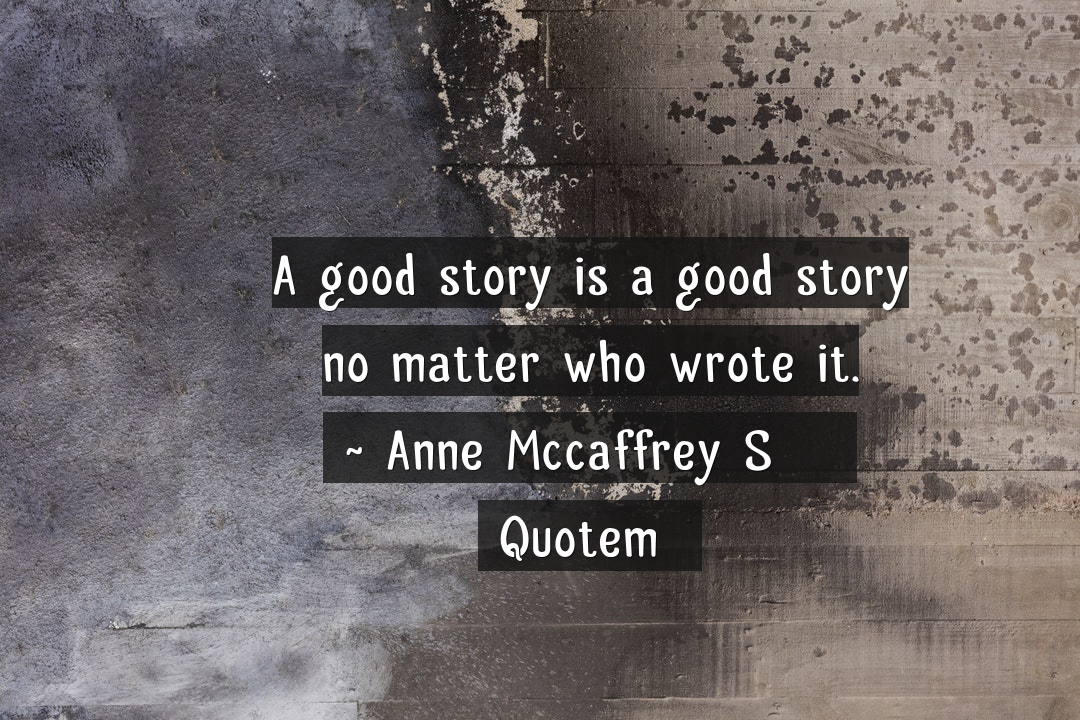 A good story is a good story
no matter who wrote it.
~ Anne Mccaffrey S
Quotem